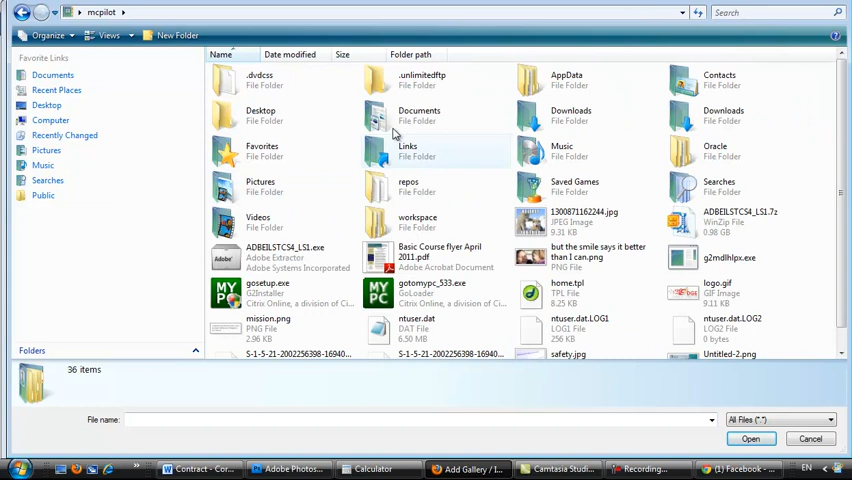 mcpilot
Search
Organize
Views
New Folder
Favorite Links
Name
Date modified
Size
Folder path
Documents
Recent Places
Desktop
Computer
Recently Changed
Pictures
Music
Searches
Public
.dvdcss
File Folder
.unlimitedftp
File Folder
AppData
File Folder
Contacts
File Folder
Desktop
File Folder
Documents
File Folder
Downloads
File Folder
Downloads
File Folder
Favorites
File Folder
Links
File Folder
Music
File Folder
Oracle
File Folder
Pictures
File Folder
repos
File Folder
Saved Games
File Folder
Searches
File Folder
Videos
File Folder
workspace
File Folder
1300871162244.jpg
JPEG Image
9.31 KB
ADBEILSTCS4_LS1.7z
WinZip File
0.98 GB
ADBEILSTCS4_LS1.exe
Adobe Extractor
Adobe Systems Incorporated
Basic Course flyer April
2011.pdf
Adobe Acrobat Document
but the smile says it better
than I can.png
PNG File
g2mdlhlpx.exe
gosetup.exe
G2Installer
Citrix Online, a division of Ci...
gotomypc_533.exe
GoLoader
Citrix Online, a division of Ci...
home.tpl
TPL File
8.25 KB
logo.gif
GIF Image
9.19 KB
mission.png
PNG File
2.96 KB
ntuser.dat
DAT File
6.50 MB
ntuser.dat.LOG1
LOG1 File
256 KB
ntuser.dat.LOG2
LOG2 File
0 bytes
S-1-5-21-2002256398-16940...
S-1-5-21-2002256398-16940...
safety.jpg
Untitled-2.png
Folders
36 items
File name:
All Files (*.*)
Open
Cancel
Contract - Cor...
Adobe Photos...
Calculator
Add Gallery / I...
Camtasia Studi...
Recording...
(1) Facebook - ...
EN